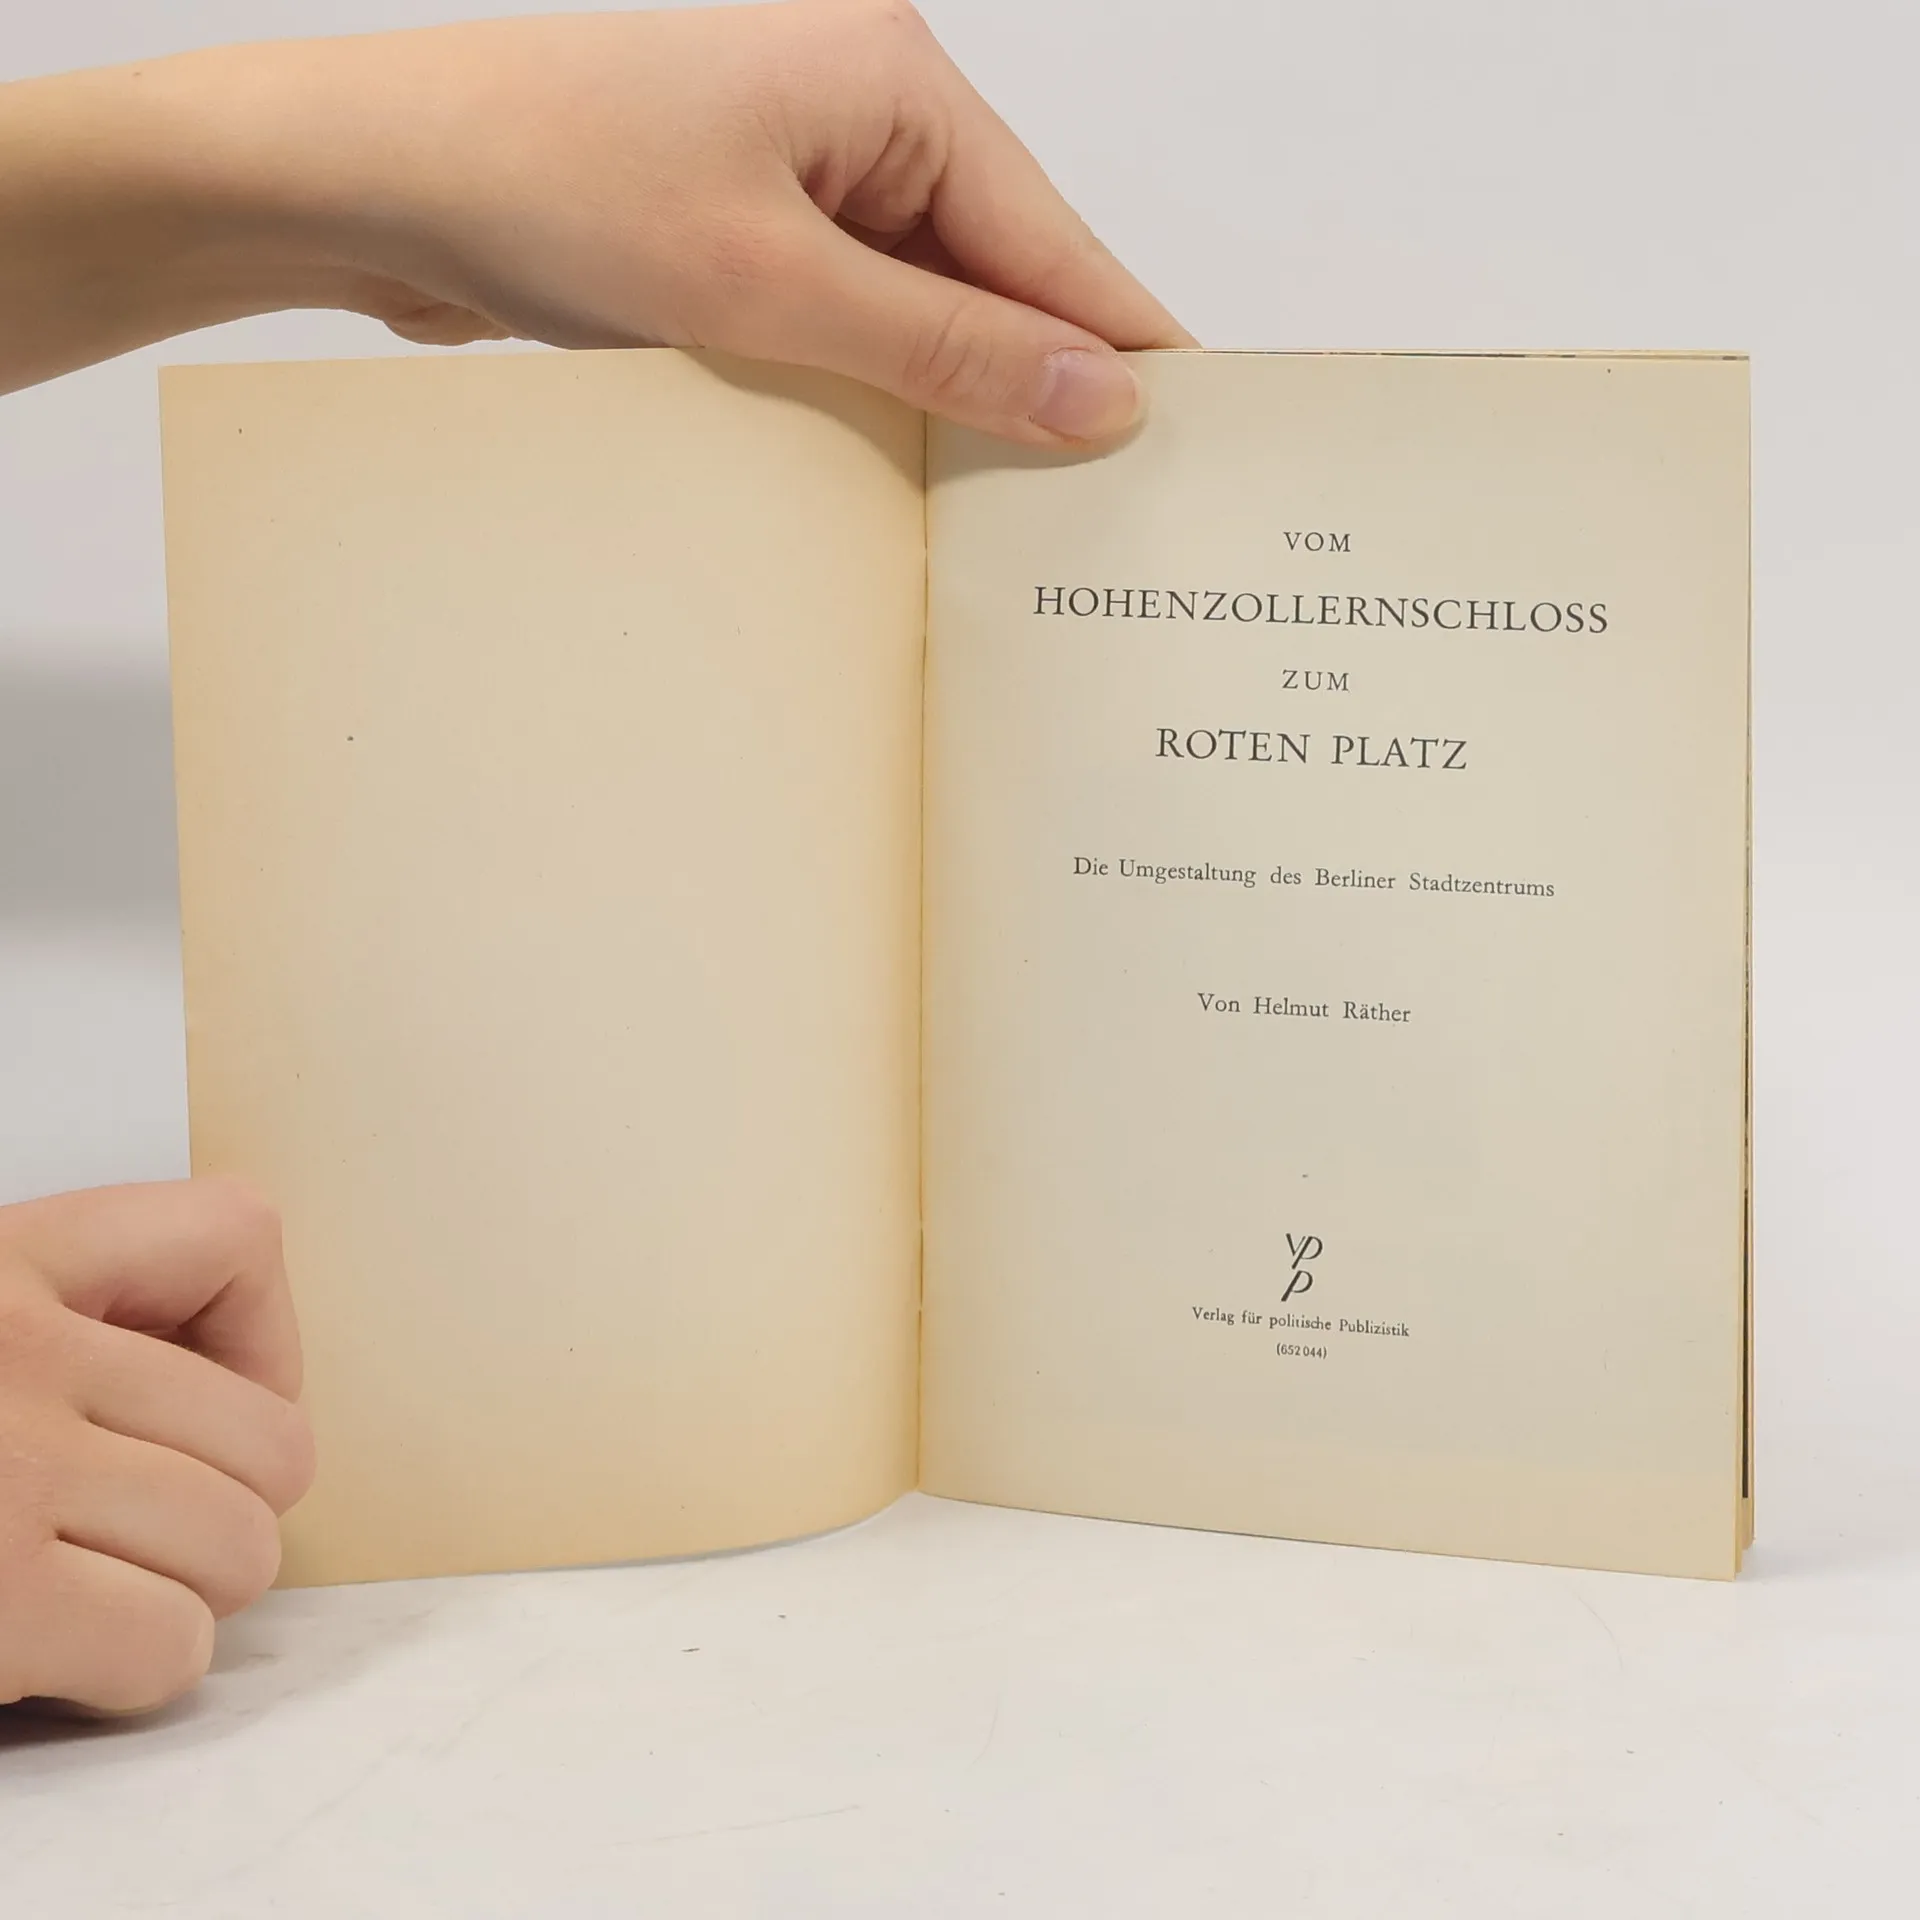 VOM
HOHENZOLLERNSCHLOSS
ZUM
ROTEN PLATZ
Die Umgestaltung des Berliner Stadtzentrums
Von Helmut Räther
VP
P
Verlag für politische Publizistik
(652 044)